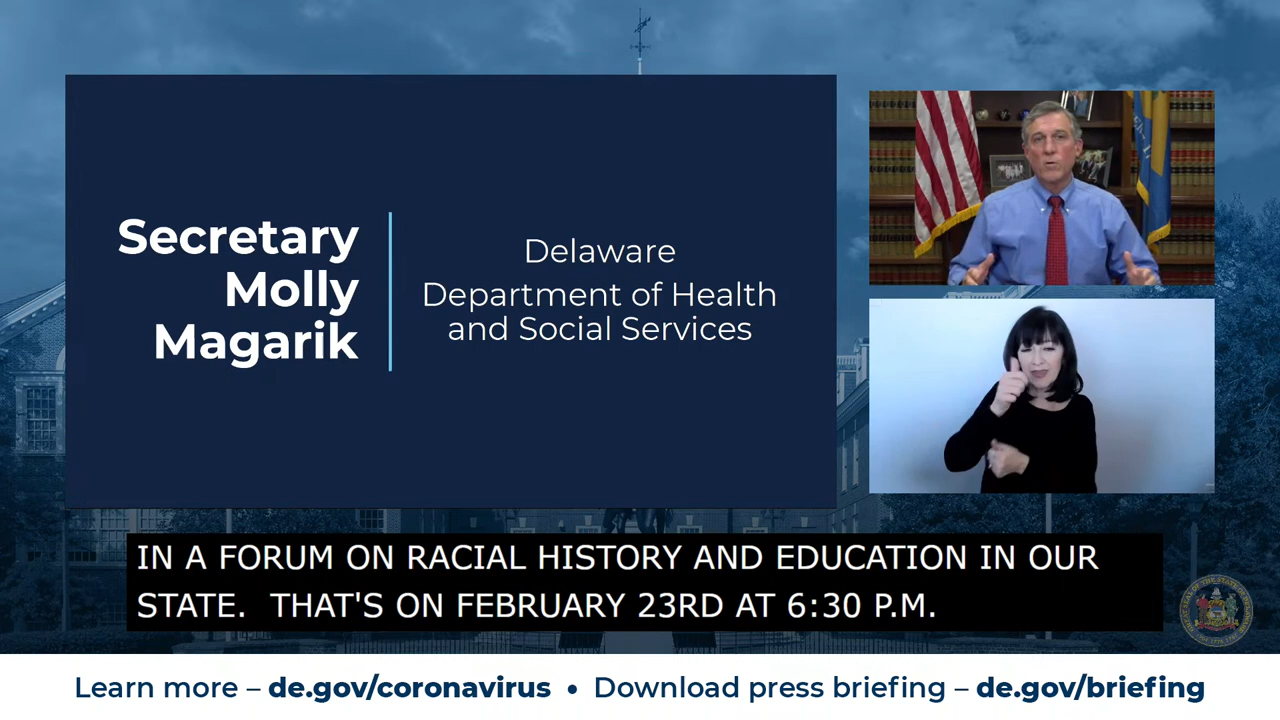 Secretary
Molly
Magarik
Delaware
Department of Health
and Social Services
IN A FORUM ON RACIAL HISTORY AND EDUCATION IN OUR
STATE.  THAT'S ON FEBRUARY 23RD AT 6:30 P.M.
Learn more – de.gov/coronavirus • Download press briefing – de.gov/briefing